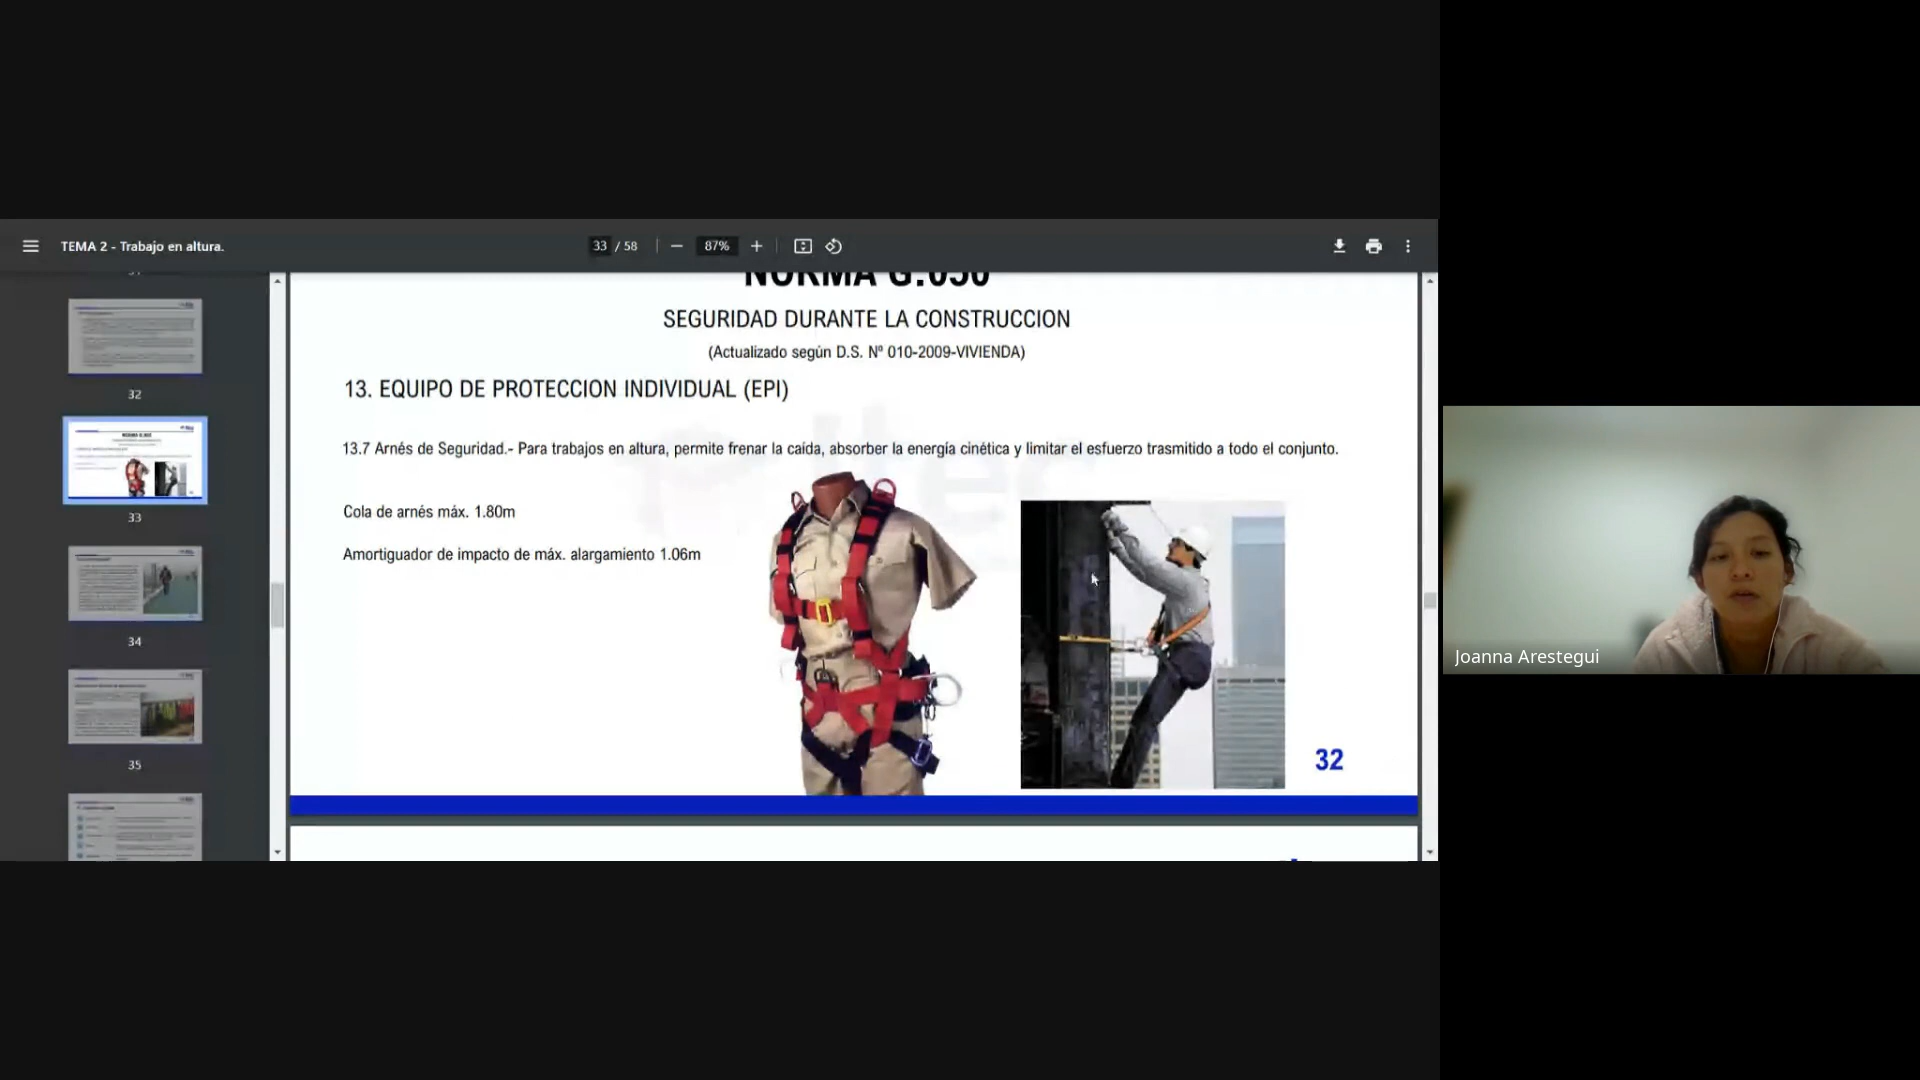 TEMA 2 - Trabajo en altura.
33 / 58
87%
32
33
34
35
NORMA G.050
SEGURIDAD DURANTE LA CONSTRUCCION
(Actualizado según D.S. Nº 010-2009-VIVIENDA)
13. EQUIPO DE PROTECCION INDIVIDUAL (EPI)
13.7 Arnés de Seguridad.- Para trabajos en altura, permite frenar la caída, absorber la energía cinética y limitar el esfuerzo trasmitido a todo el conjunto.
Cola de arnés máx. 1.80m
Amortiguador de impacto de máx. alargamiento 1.06m
32
Joanna Arestegui